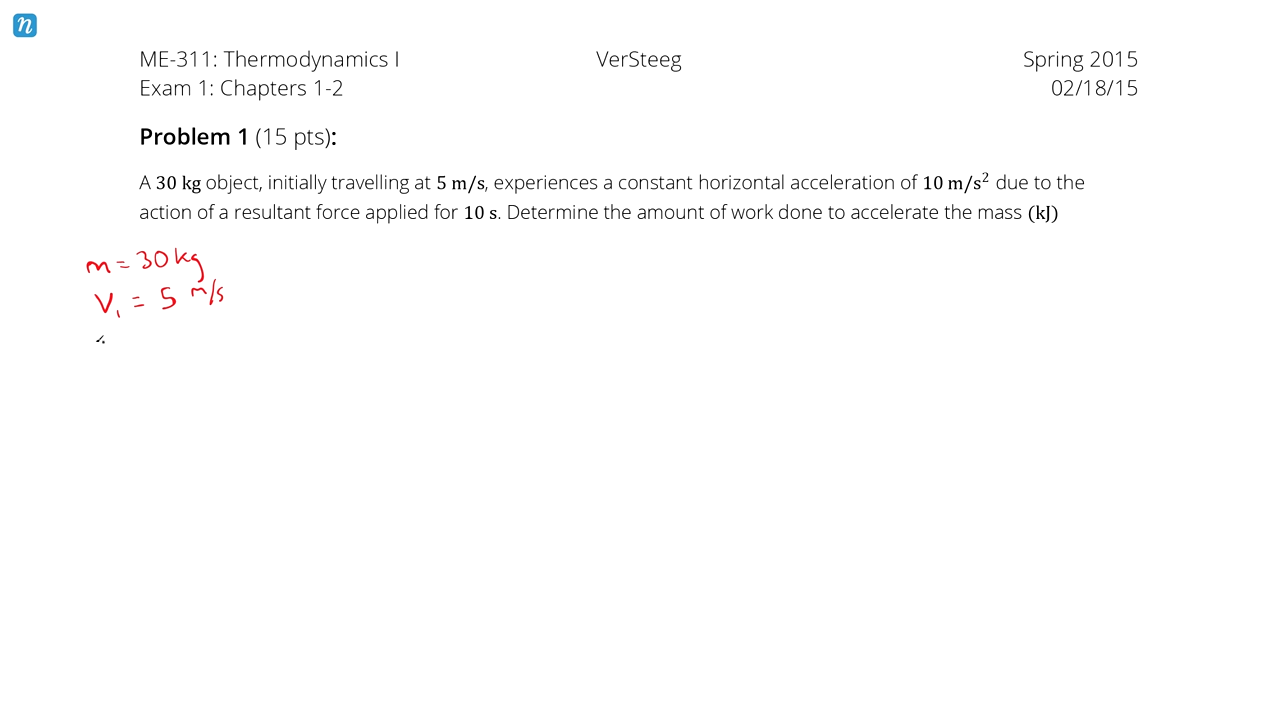 n
ME-311: Thermodynamics I VerSteeg Spring 2015
Exam 1: Chapters 1-2 02/18/15
Problem 1 (15 pts):
A 30 kg object, initially travelling at 5 m/s, experiences a constant horizontal acceleration of 10 m/s² due to the
action of a resultant force applied for 10 s. Determine the amount of work done to accelerate the mass (kJ)
m = 30 kg
V₁ = 5 m/s